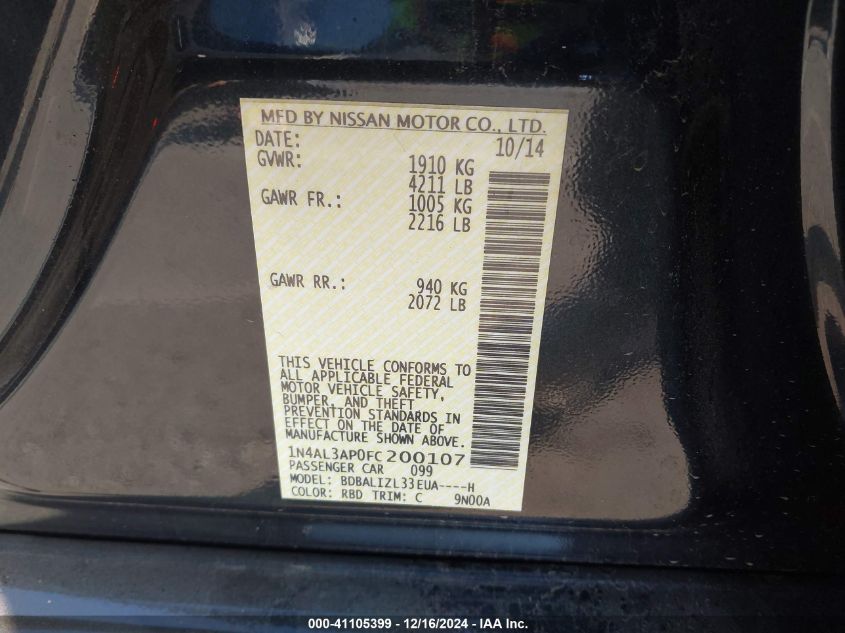 MFD BY NISSAN MOTOR CO., LTD.
DATE: 10/14
GVWR: 1910 KG
4211 LB
GAWR FR.: 1005 KG
2216 LB
GAWR RR.: 940 KG
2072 LB
THIS VEHICLE CONFORMS TO
ALL APPLICABLE FEDERAL
MOTOR VEHICLE SAFETY,
BUMPER, AND THEFT
PREVENTION STANDARDS IN
EFFECT ON THE DATE OF
MANUFACTURE SHOWN ABOVE.
1N4AL3AP0FC200107
PASSENGER CAR 099
MODEL: BDBALIZL33EUA----H
COLOR: RBD TRIM: C 9N00A
000-41105399 - 12/16/2024 - IAA Inc.